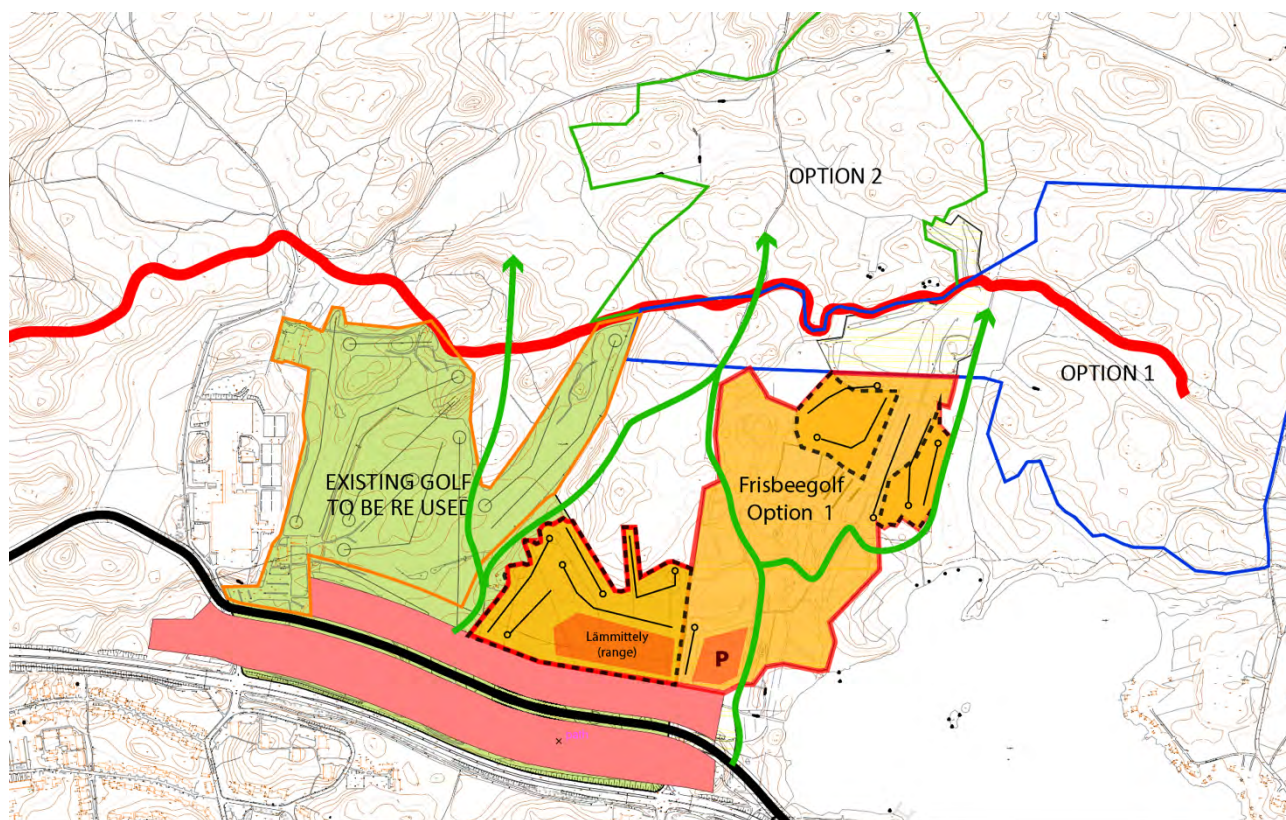 OPTION 2
OPTION 1
EXISTING GOLF
TO BE RE USED
Frisbeegolf
Option 1
Lämmittely
(range)
P